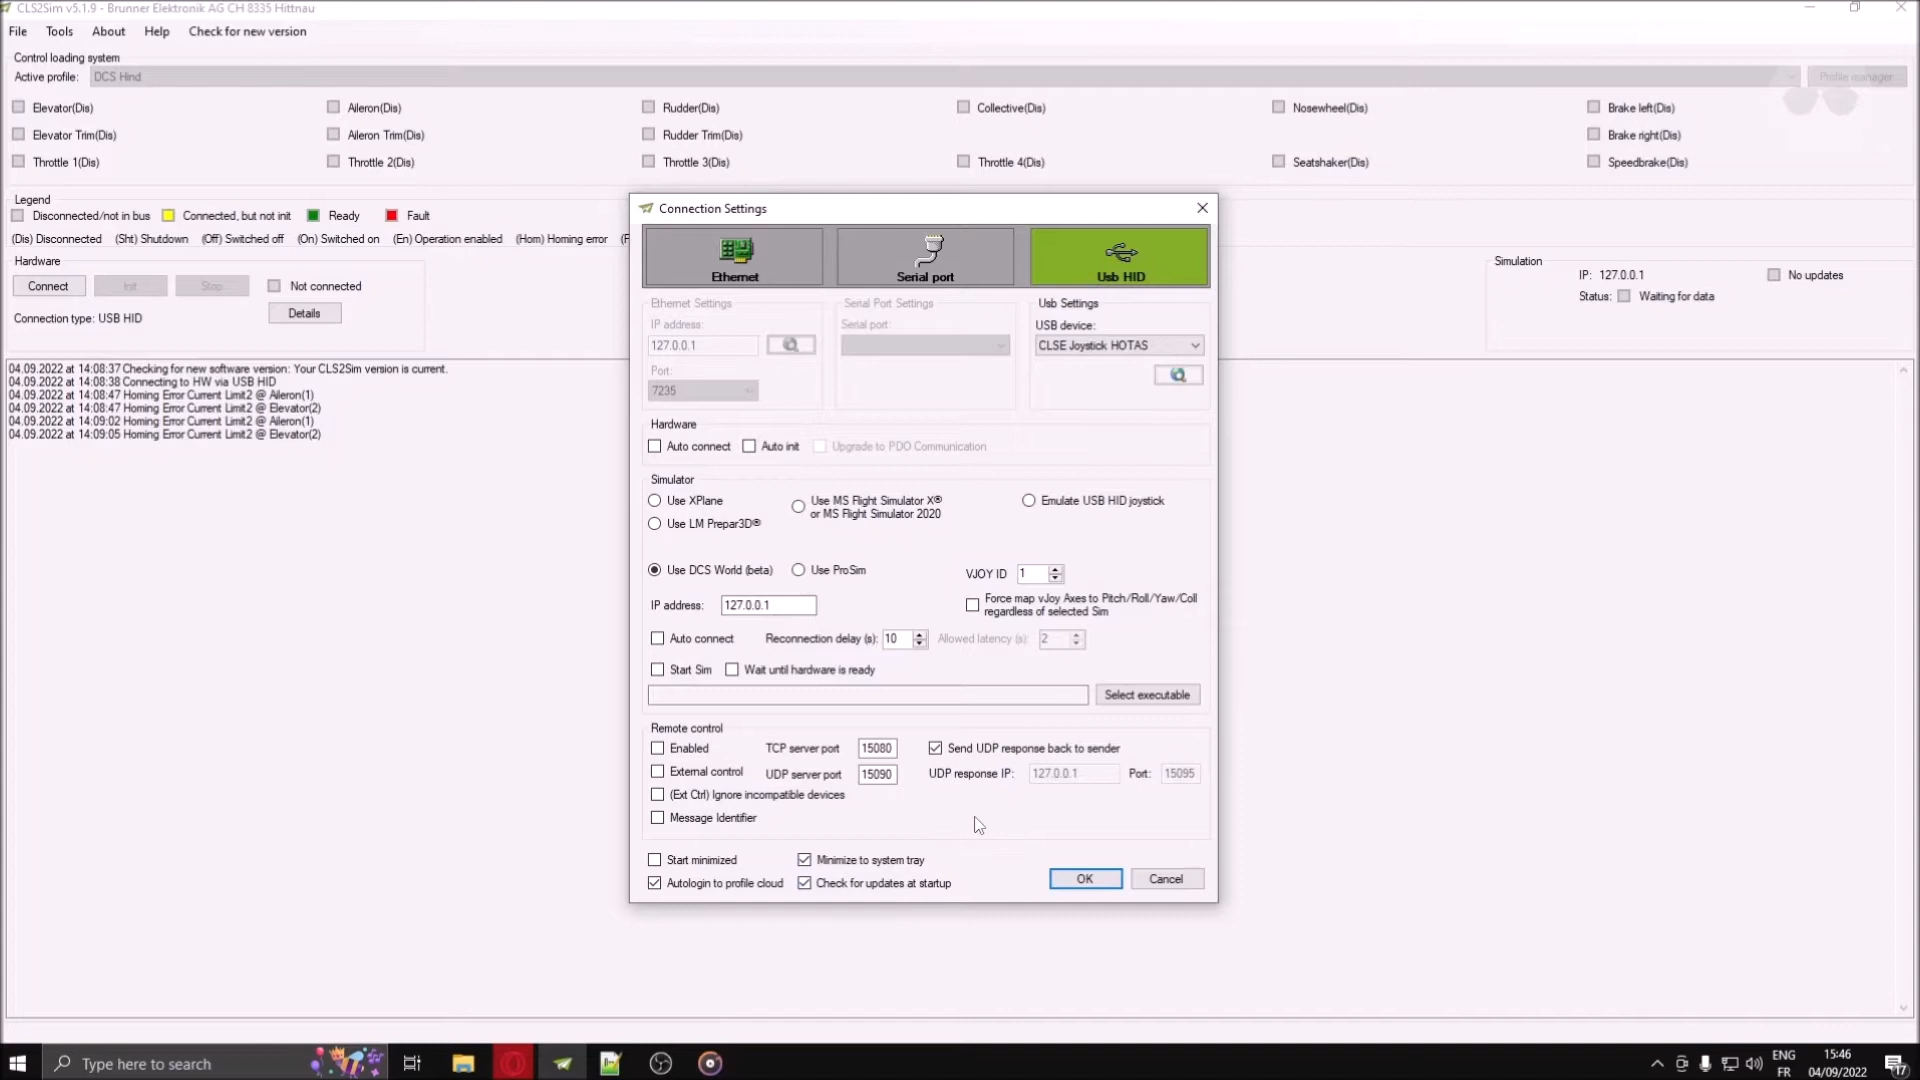 CLS2Sim v5.1.9 - Brunner Elektronik AG CH 8335 Hittnau
File Tools About Help Check for new version
Control loading system
Active profile: DCS Hind Profile manager
Elevator(Dis) Aileron(Dis) Rudder(Dis) Collective(Dis) Nosewheel(Dis) Brake left(Dis)
Elevator Trim(Dis) Aileron Trim(Dis) Rudder Trim(Dis) Brake right(Dis)
Throttle 1(Dis) Throttle 2(Dis) Throttle 3(Dis) Throttle 4(Dis) Seatshaker(Dis) Speedbrake(Dis)
Legend
Disconnected/not in bus Connected, but not init Ready Fault
(Dis) Disconnected (Sht) Shutdown (Off) Switched off (On) Switched on (En) Operation enabled (Hom) Homing error
Hardware
Connect Init Stop Not connected
Connection type: USB HID Details
Simulation
IP: 127.0.0.1 No updates
Status: Waiting for data
04.09.2022 at 14:08:37 Checking for new software version: Your CLS2Sim version is current.
04.09.2022 at 14:08:38 Connecting to HW via USB HID
04.09.2022 at 14:08:47 Homing Error Current Limit2 @ Aileron(1)
04.09.2022 at 14:08:47 Homing Error Current Limit2 @ Elevator(2)
04.09.2022 at 14:09:02 Homing Error Current Limit2 @ Aileron(1)
04.09.2022 at 14:09:05 Homing Error Current Limit2 @ Elevator(2)
Connection Settings
Ethernet Serial port Usb HID
Ethernet Settings Serial Port Settings Usb Settings
IP address: Serial port: USB device:
127.0.0.1 CLSE Joystick HOTAS
Port:
7235
Hardware
Auto connect Auto init Upgrade to PDO Communication
Simulator
Use XPlane Use MS Flight Simulator X® Emulate USB HID joystick
or MS Flight Simulator 2020
Use LM Prepar3D®
Use DCS World (beta) Use ProSim VJOY ID 1
IP address: 127.0.0.1 Force map vJoy Axes to Pitch/Roll/Yaw/Coll
regardless of selected Sim
Auto connect Reconnection delay (s): 10 Allowed latency (s): 2
Start Sim Wait until hardware is ready
Select executable
Remote control
Enabled TCP server port 15080 Send UDP response back to sender
External control UDP server port 15090 UDP response IP: 127.0.0.1 Port: 15095
(Ext Ctrl) Ignore incompatible devices
Message Identifier
Start minimized Minimize to system tray
Autologin to profile cloud Check for updates at startup
OK Cancel
Type here to search
ENG
FR
15:46
04/09/2022
17